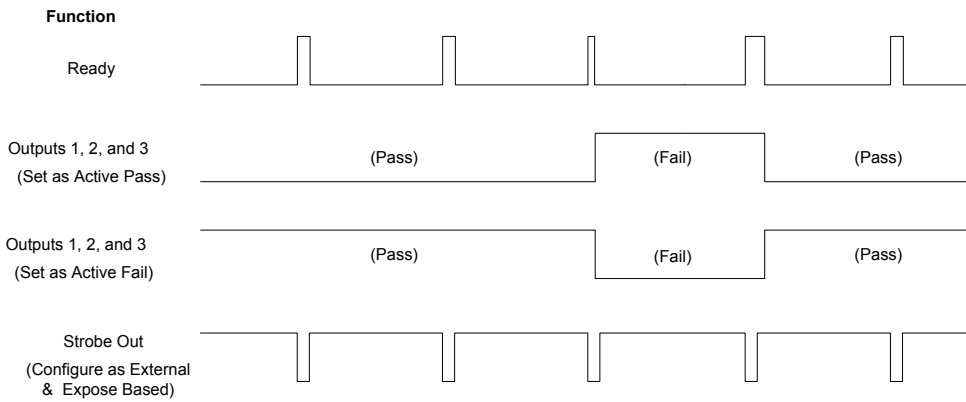 Function
Ready
Outputs 1, 2, and 3
(Set as Active Pass)
(Pass)
(Fail)
(Pass)
Outputs 1, 2, and 3
(Set as Active Fail)
(Pass)
(Fail)
(Pass)
Strobe Out
(Configure as External
& Expose Based)